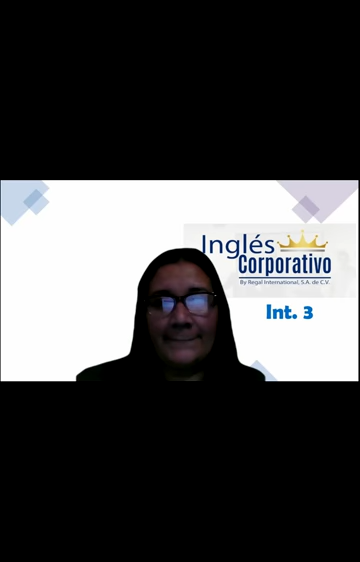 Inglés
Corporativo
By Regal International, S.A. de C.V.
Int. 3